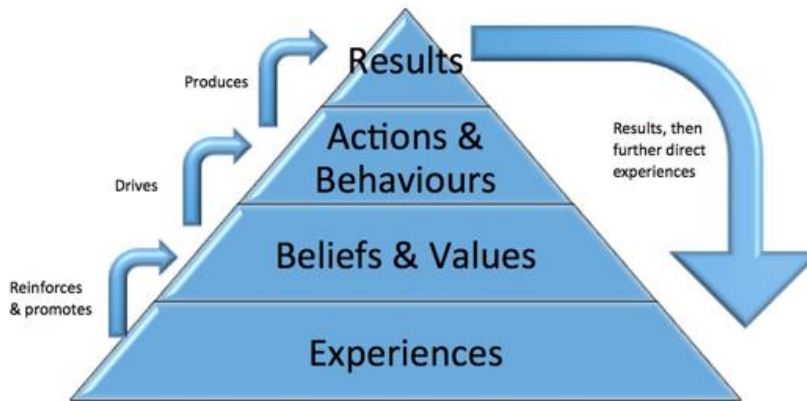 Results
Produces
Actions &
Behaviours
Results, then
further direct
experiences
Drives
Beliefs & Values
Reinforces
& promotes
Experiences